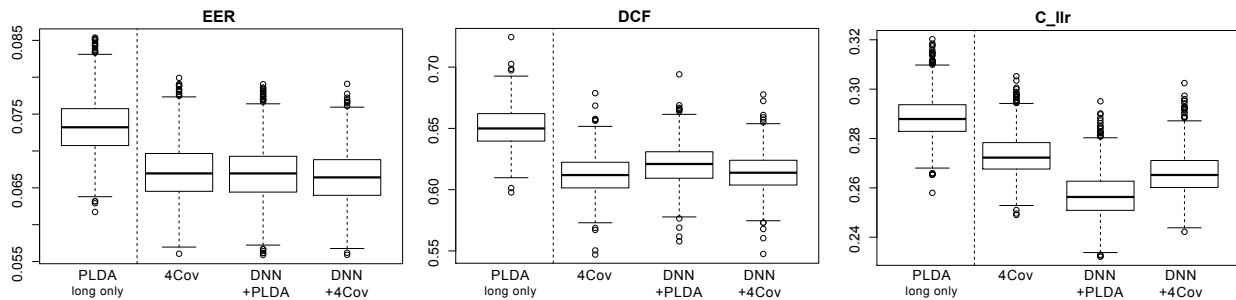 EER
0.085
0.075
0.065
0.055
PLDA
long only
4Cov
DNN
+PLDA
DNN
+4Cov
DCF
0.70
0.65
0.60
0.55
PLDA
long only
4Cov
DNN
+PLDA
DNN
+4Cov
C_llr
0.32
0.30
0.28
0.26
0.24
PLDA
long only
4Cov
DNN
+PLDA
DNN
+4Cov